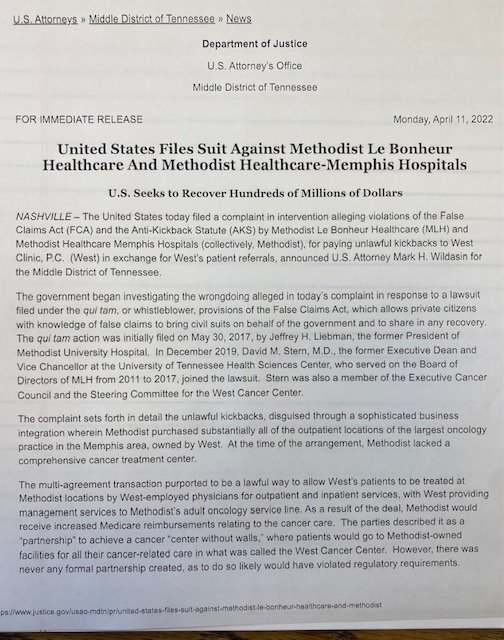 U.S. Attorneys » Middle District of Tennessee » News
Department of Justice
U.S. Attorney's Office
Middle District of Tennessee
FOR IMMEDIATE RELEASE Monday, April 11, 2022
United States Files Suit Against Methodist Le Bonheur
Healthcare And Methodist Healthcare-Memphis Hospitals
U.S. Seeks to Recover Hundreds of Millions of Dollars
NASHVILLE – The United States today filed a complaint in intervention alleging violations of the False
Claims Act (FCA) and the Anti-Kickback Statute (AKS) by Methodist Le Bonheur Healthcare (MLH) and
Methodist Healthcare Memphis Hospitals (collectively, Methodist), for paying unlawful kickbacks to West
Clinic, P.C. (West) in exchange for West's patient referrals, announced U.S. Attorney Mark H. Wildasin for
the Middle District of Tennessee.
The government began investigating the wrongdoing alleged in today's complaint in response to a lawsuit
filed under the qui tam, or whistleblower, provisions of the False Claims Act, which allows private citizens
with knowledge of false claims to bring civil suits on behalf of the government and to share in any recovery.
The qui tam action was initially filed on May 30, 2017, by Jeffrey H. Liebman, the former President of
Methodist University Hospital. In December 2019, David M. Stern, M.D., the former Executive Dean and
Vice Chancellor at the University of Tennessee Health Sciences Center, who served on the Board of
Directors of MLH from 2011 to 2017, joined the lawsuit. Stern was also a member of the Executive Cancer
Council and the Steering Committee for the West Cancer Center.
The complaint sets forth in detail the unlawful kickbacks, disguised through a sophisticated business
integration wherein Methodist purchased substantially all of the outpatient locations of the largest oncology
practice in the Memphis area, owned by West. At the time of the arrangement, Methodist lacked a
comprehensive cancer treatment center.
The multi-agreement transaction purported to be a lawful way to allow West's patients to be treated at
Methodist locations by West-employed physicians for outpatient and inpatient services, with West providing
management services to Methodist's adult oncology service line. As a result of the deal, Methodist would
receive increased Medicare reimbursements relating to the cancer care. The parties described it as a
"partnership" to achieve a cancer "center without walls," where patients would go to Methodist-owned
facilities for all their cancer-related care in what was called the West Cancer Center. However, there was
never any formal partnership created, as to do so likely would have violated regulatory requirements.
ps://www.justice.gov/usao-mdtn/pr/united-states-files-suit-against-methodist-le-bonheur-healthcare-and-methodist